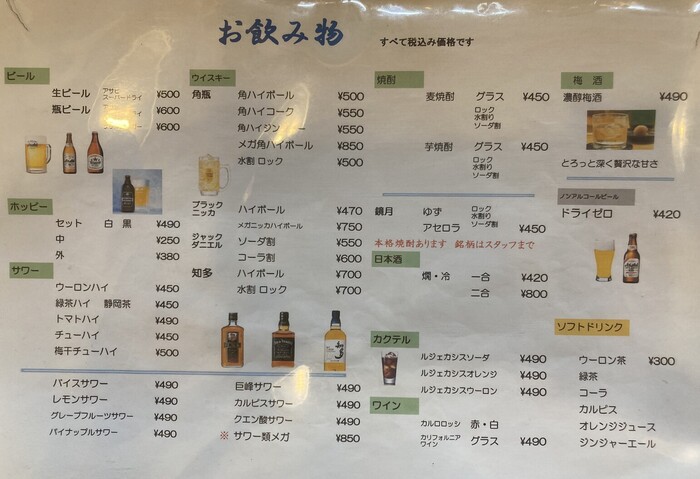 お飲み物
すべて税込み価格です
ビール
生ビール アサヒ スーパードライ ¥500
瓶ビール ¥600
¥600
ホッピー
セット 白 黒 ¥490
中 ¥250
外 ¥380
サワー
ウーロンハイ ¥450
緑茶ハイ 静岡茶 ¥450
トマトハイ ¥490
チューハイ ¥450
梅干チューハイ ¥500
バイスサワー ¥490
レモンサワー ¥490
グレープフルーツサワー ¥490
パイナップルサワー ¥490
ウイスキー
角瓶 角ハイボール ¥500
角ハイコーク ¥550
角ハイジン ー ¥550
メガ角ハイボール ¥850
水割 ロック ¥500
ブラックニッカ ハイボール ¥470
メガニッカハイボール ¥750
ジャックダニエル ソーダ割 ¥550
コーラ割 ¥600
知多 ハイボール ¥700
水割 ロック ¥700
巨峰サワー ¥490
カルピスサワー ¥490
クエン酸サワー ¥490
※ サワー類メガ ¥850
焼酎
麦焼酎 グラス ¥450
ロック
水割り
ソーダ割
芋焼酎 グラス ¥450
ロック
水割
ソーダ割
鏡月 ゆず ロック
水割り
ソーダ割
アセロラ ¥450
本格焼酎あります 銘柄はスタッフまで
日本酒
燗・冷 一合 ¥420
二合 ¥800
カクテル
ルジェカシスソーダ ¥490
ルジェカシスオレンジ ¥490
ルジェカシスウーロン ¥490
ワイン
カルロロッシ 赤・白
カリフォルニアワイン グラス ¥490
梅酒
濃醇梅酒 ¥490
とろっと深く贅沢な甘さ
ノンアルコールビール
ドライゼロ ¥420
ソフトドリンク
ウーロン茶 ¥300
緑茶
コーラ
カルピス
オレンジジュース
ジンジャーエール